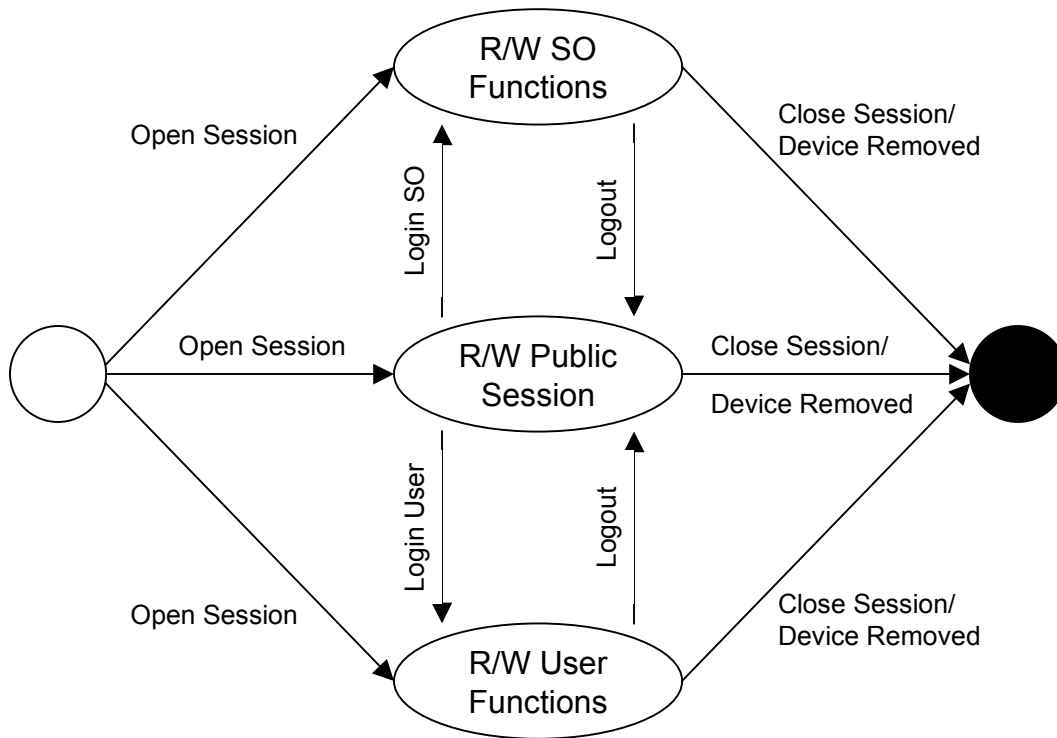 R/W SO
Functions
Open Session
Close Session/
Device Removed
Login SO
Logout
Open Session
R/W Public
Session
Close Session/
Device Removed
Login User
Logout
Open Session
Close Session/
Device Removed
R/W User
Functions